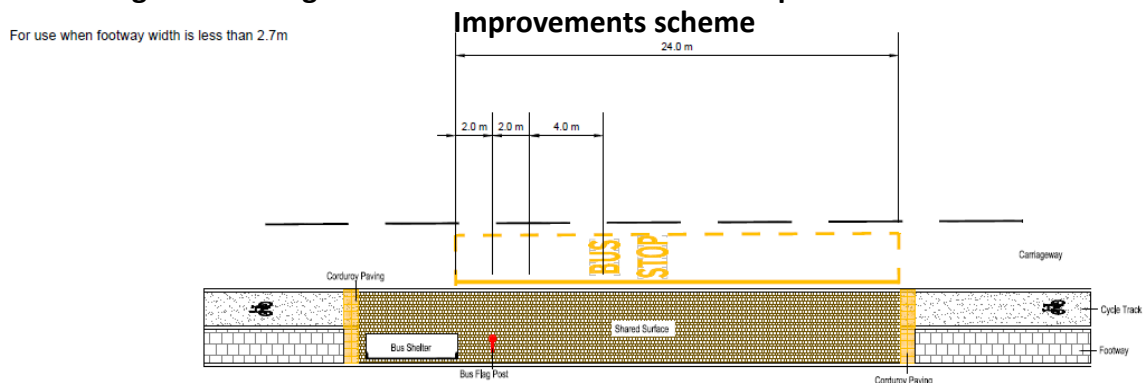 Improvements scheme
For use when footway width is less than 2.7m
24.0 m
2.0 m 2.0 m 4.0 m
BUS
STOP
Carriageway
Corduroy Paving
Cycle Track
Shared Surface
Bus Shelter
Footway
Bus Flag Post
Corduroy Paving